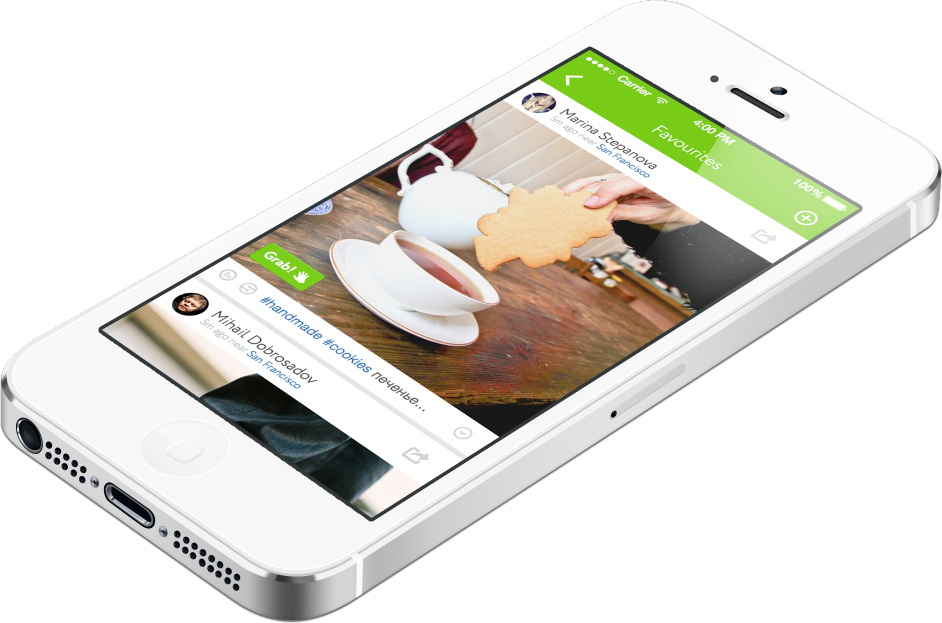 Carrier 4:00 PM 100%
Favourites
Marina Stepanova
5m ago near San Francisco
Grab!
#handmade #cookies печенье...
Mihail Dobrosadov
5m ago near San Francisco